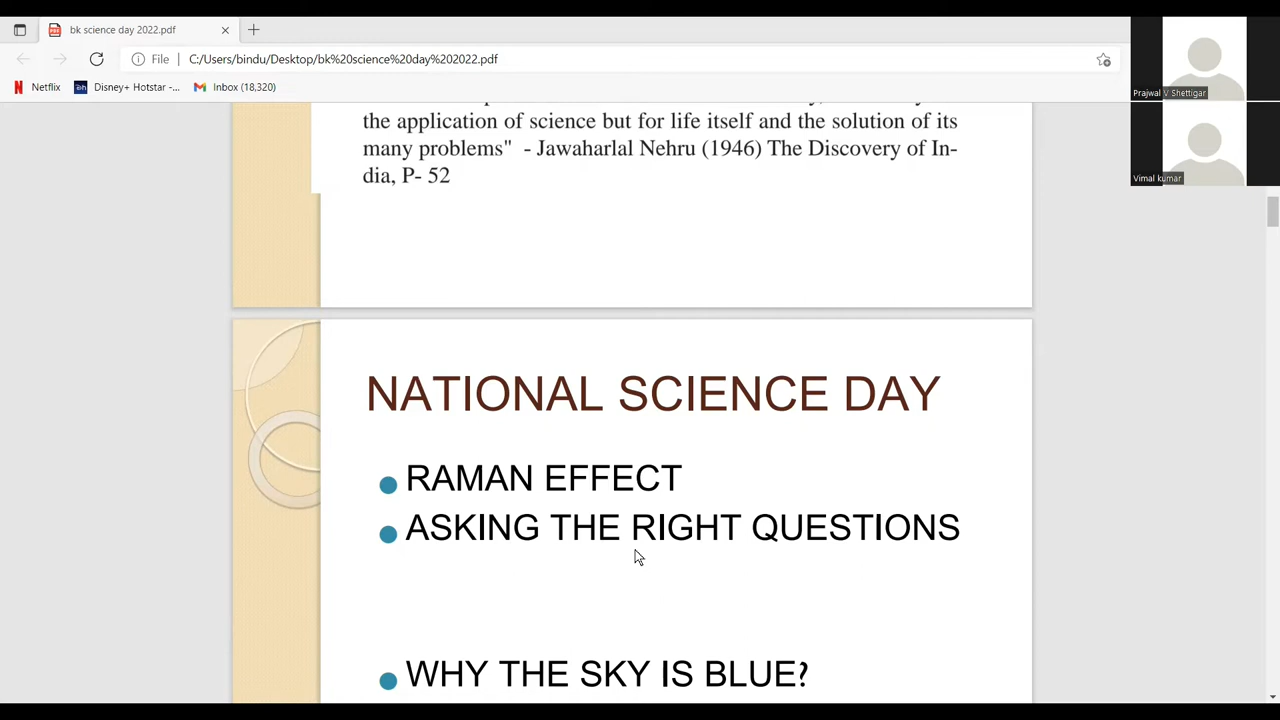 bk science day 2022.pdf
File
C:/Users/bindu/Desktop/bk%20science%20day%202022.pdf
Netflix
Disney+ Hotstar -...
Inbox (18,320)
Prajwal V Shettigar
Vimal kumar
the application of science but for life itself and the solution of its
many problems" - Jawaharlal Nehru (1946) The Discovery of In-
dia, P- 52
NATIONAL SCIENCE DAY
RAMAN EFFECT
ASKING THE RIGHT QUESTIONS
WHY THE SKY IS BLUE?